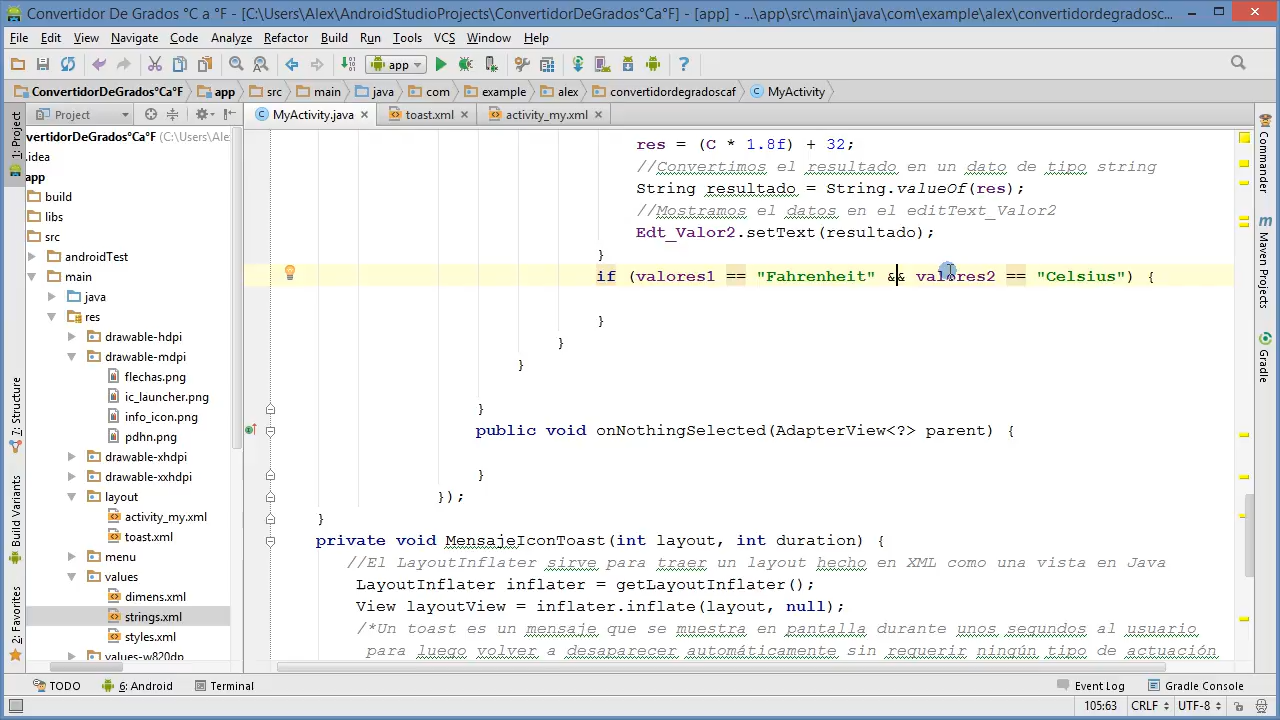 Convertidor De Grados °C a °F - [C:\Users\Alex\AndroidStudioProjects\ConvertidorDeGrados°Ca°F] - [app] - ...\app\src\main\java\com\example\alex\convertidordegradosc...
File Edit View Navigate Code Analyze Refactor Build Run Tools VCS Window Help
app
ConvertidorDeGrados°Ca°F app src main java com example alex convertidordegradoscaf MyActivity
Project MyActivity.java toast.xml activity_my.xml
1: Project
7: Structure
Build Variants
2: Favorites
vertidorDeGrados°Ca°F (C:\Users\Ale
.idea
app
build
libs
src
androidTest
main
java
res
drawable-hdpi
drawable-mdpi
flechas.png
ic_launcher.png
info_icon.png
pdhn.png
drawable-xhdpi
drawable-xxhdpi
layout
activity_my.xml
toast.xml
menu
values
dimens.xml
strings.xml
styles.xml
values-w820dp
res = (C * 1.8f) + 32;
//Convertimos el resultado en un dato de tipo string
String resultado = String.valueOf(res);
//Mostramos el datos en el editText_Valor2
Edt_Valor2.setText(resultado);
}
if (valores1 == "Fahrenheit" && valores2 == "Celsius") {
}
}
}
}
public void onNothingSelected(AdapterView<?> parent) {
}
});
}
private void MensajeIconToast(int layout, int duration) {
//El LayoutInflater sirve para traer un layout hecho en XML como una vista en Java
LayoutInflater inflater = getLayoutInflater();
View layoutView = inflater.inflate(layout, null);
/*Un toast es un mensaje que se muestra en patalla durante uros segundos al usuario
para luego volver a desaparecer automáticamente sin requerir ningún tipo de actuación
Commander
Maven Projects
Gradle
TODO 6: Android Terminal Event Log Gradle Console
105:63 CRLF UTF-8